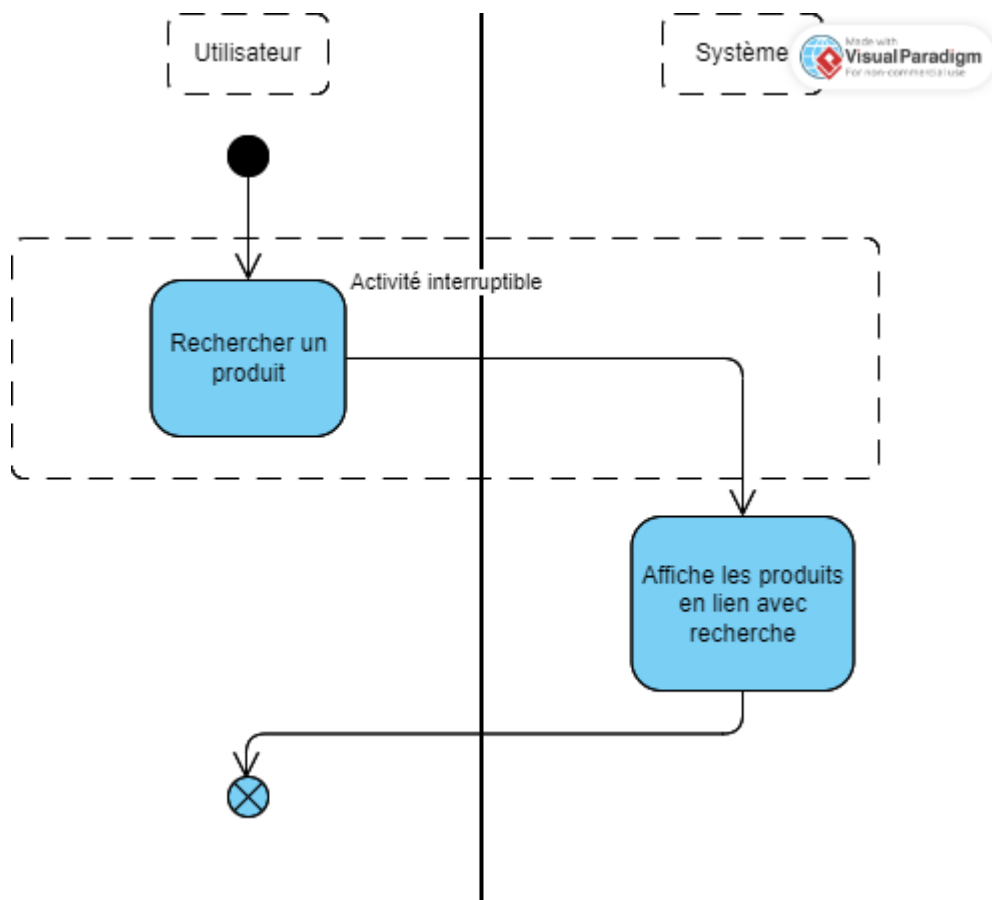 Utilisateur
Système
Made with
Visual Paradigm
For non-commercial use
Activité interruptible
Rechercher un
produit
Affiche les produits
en lien avec
recherche